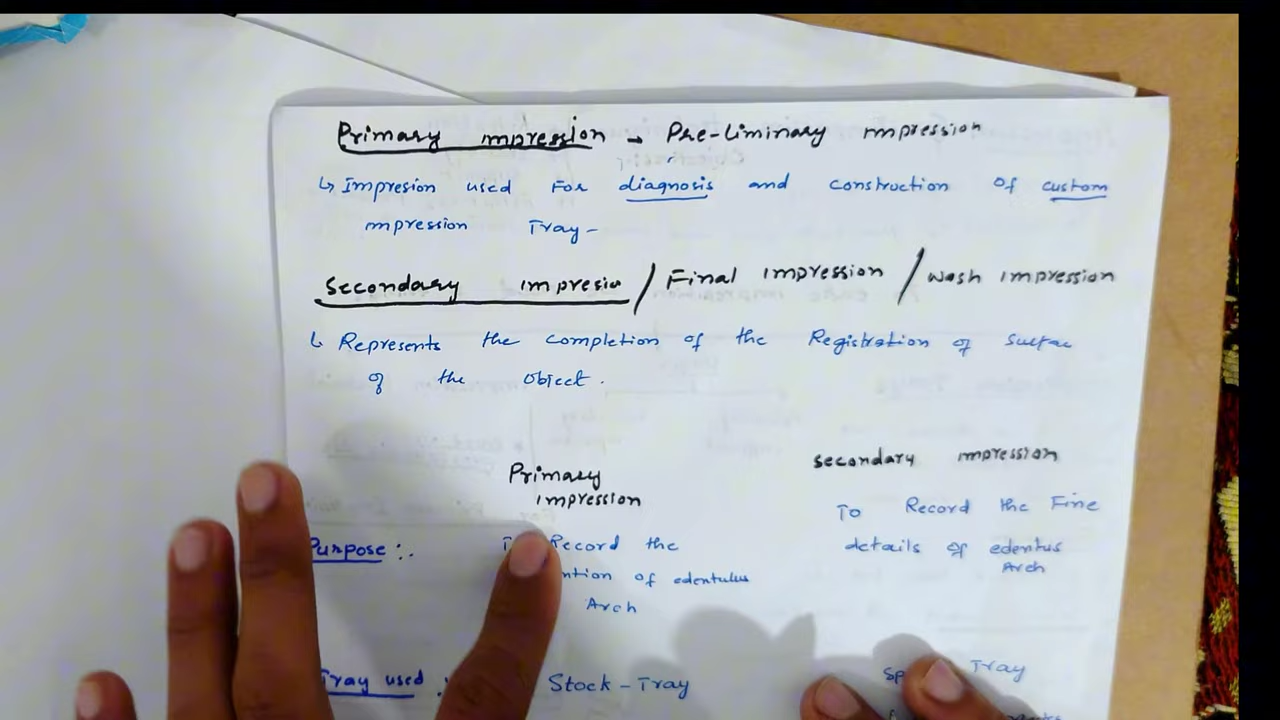 Primary impression → Pre-liminary impression
↳ Impresion used For diagnosis and construction of custom
impression Tray-
Secondary impresio / Final impression / Wash impression
↳ Represents the completion of the Registration of surfac
of the object.
Primary
impression
secondary impression
Purpose :-
Record the
of edentulus
Arch
To Record the Fine
details of edentus
Arch
Tray used :
Stock-Tray
Tray